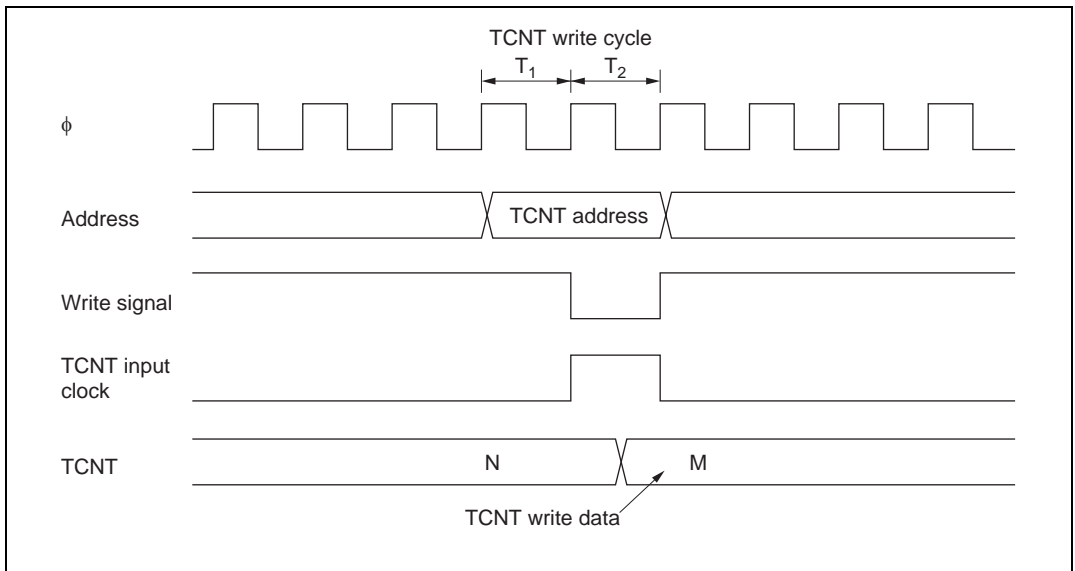 TCNT write cycle
T1 T2
ϕ
Address
TCNT address
Write signal
TCNT input
clock
TCNT
N
M
TCNT write data